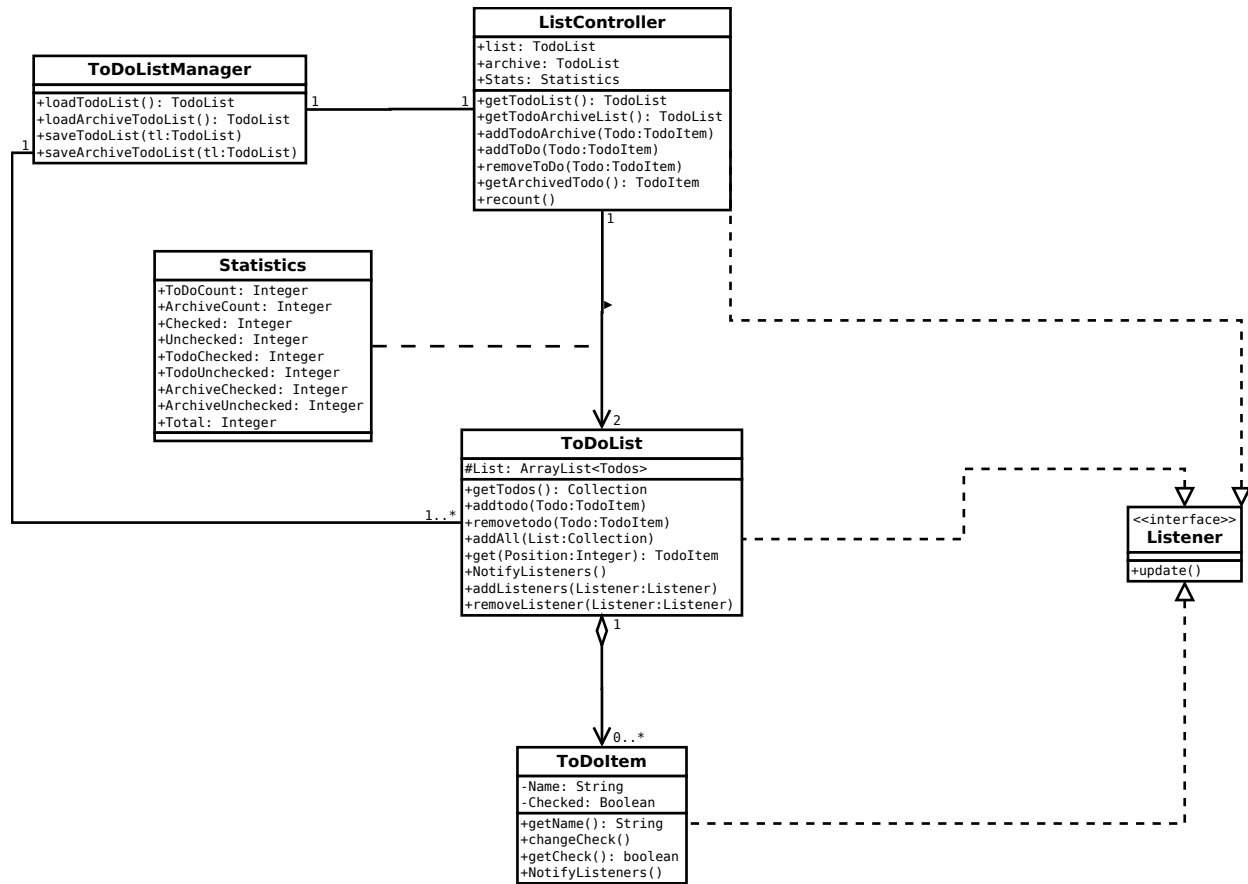 ListController
+list: TodoList
+archive: TodoList
+Stats: Statistics
+getTodoList(): TodoList
+getTodoArchiveList(): TodoList
+addTodoArchive(Todo:TodoItem)
+addToDo(Todo:TodoItem)
+removeToDo(Todo:TodoItem)
+getArchivedTodo(): TodoItem
+recount()
ToDoListManager
+loadTodoList(): TodoList
+loadArchiveTodoList(): TodoList
+saveTodoList(tl:TodoList)
+saveArchiveTodoList(tl:TodoList)
1
1
1
1
Statistics
+ToDoCount: Integer
+ArchiveCount: Integer
+Checked: Integer
+Unchecked: Integer
+TodoChecked: Integer
+TodoUnchecked: Integer
+ArchiveChecked: Integer
+ArchiveUnchecked: Integer
+Total: Integer
2
ToDoList
#List: ArrayList<Todos>
+getTodos(): Collection
+addtodo(Todo:TodoItem)
+removetodo(Todo:TodoItem)
+addAll(List:Collection)
+get(Position:Integer): TodoItem
+NotifyListeners()
+addListeners(Listener:Listener)
+removeListener(Listener:Listener)
1..*
1
<<interface>>
Listener
+update()
0..*
ToDoItem
-Name: String
-Checked: Boolean
+getName(): String
+changeCheck()
+getCheck(): boolean
+NotifyListeners()